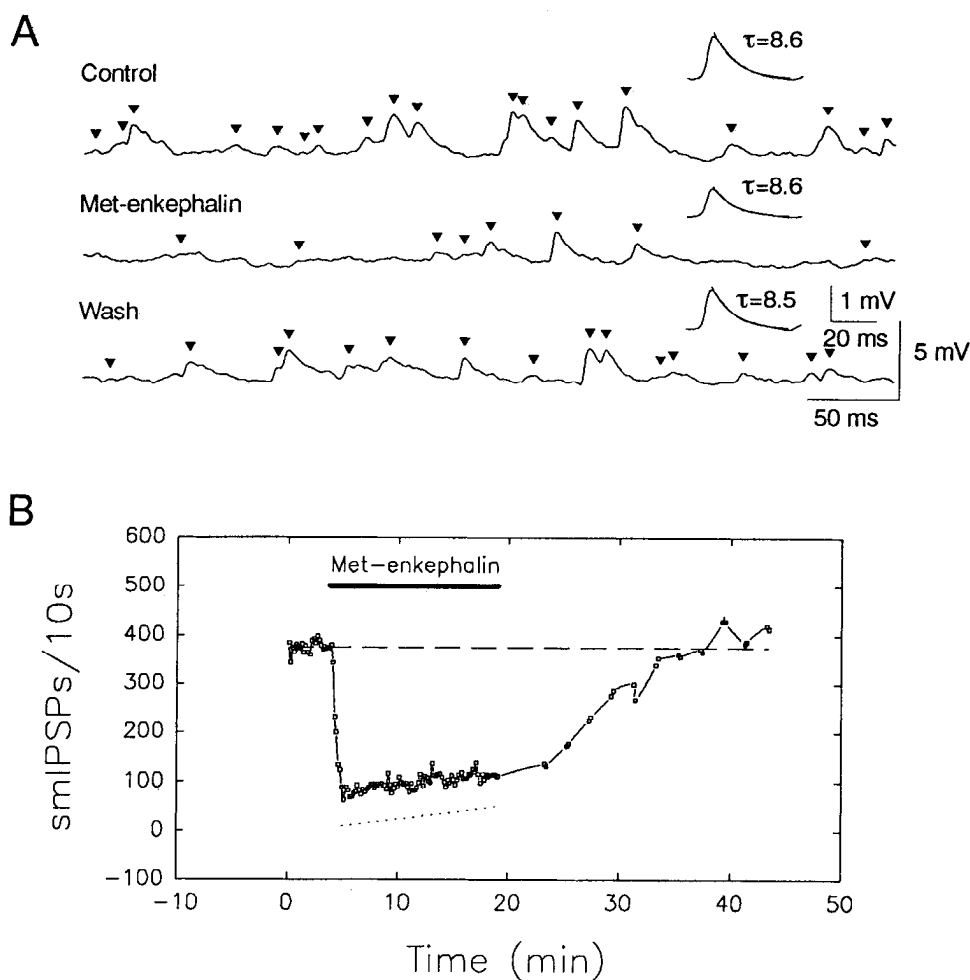 A
Control
τ=8.6
Met-enkephalin
τ=8.6
Wash
τ=8.5
1 mV
20 ms
5 mV
50 ms
B
600
500
400
300
200
100
0
−100
smIPSPs/10s
Met−enkephalin
−10
0
10
20
30
40
50
Time (min)